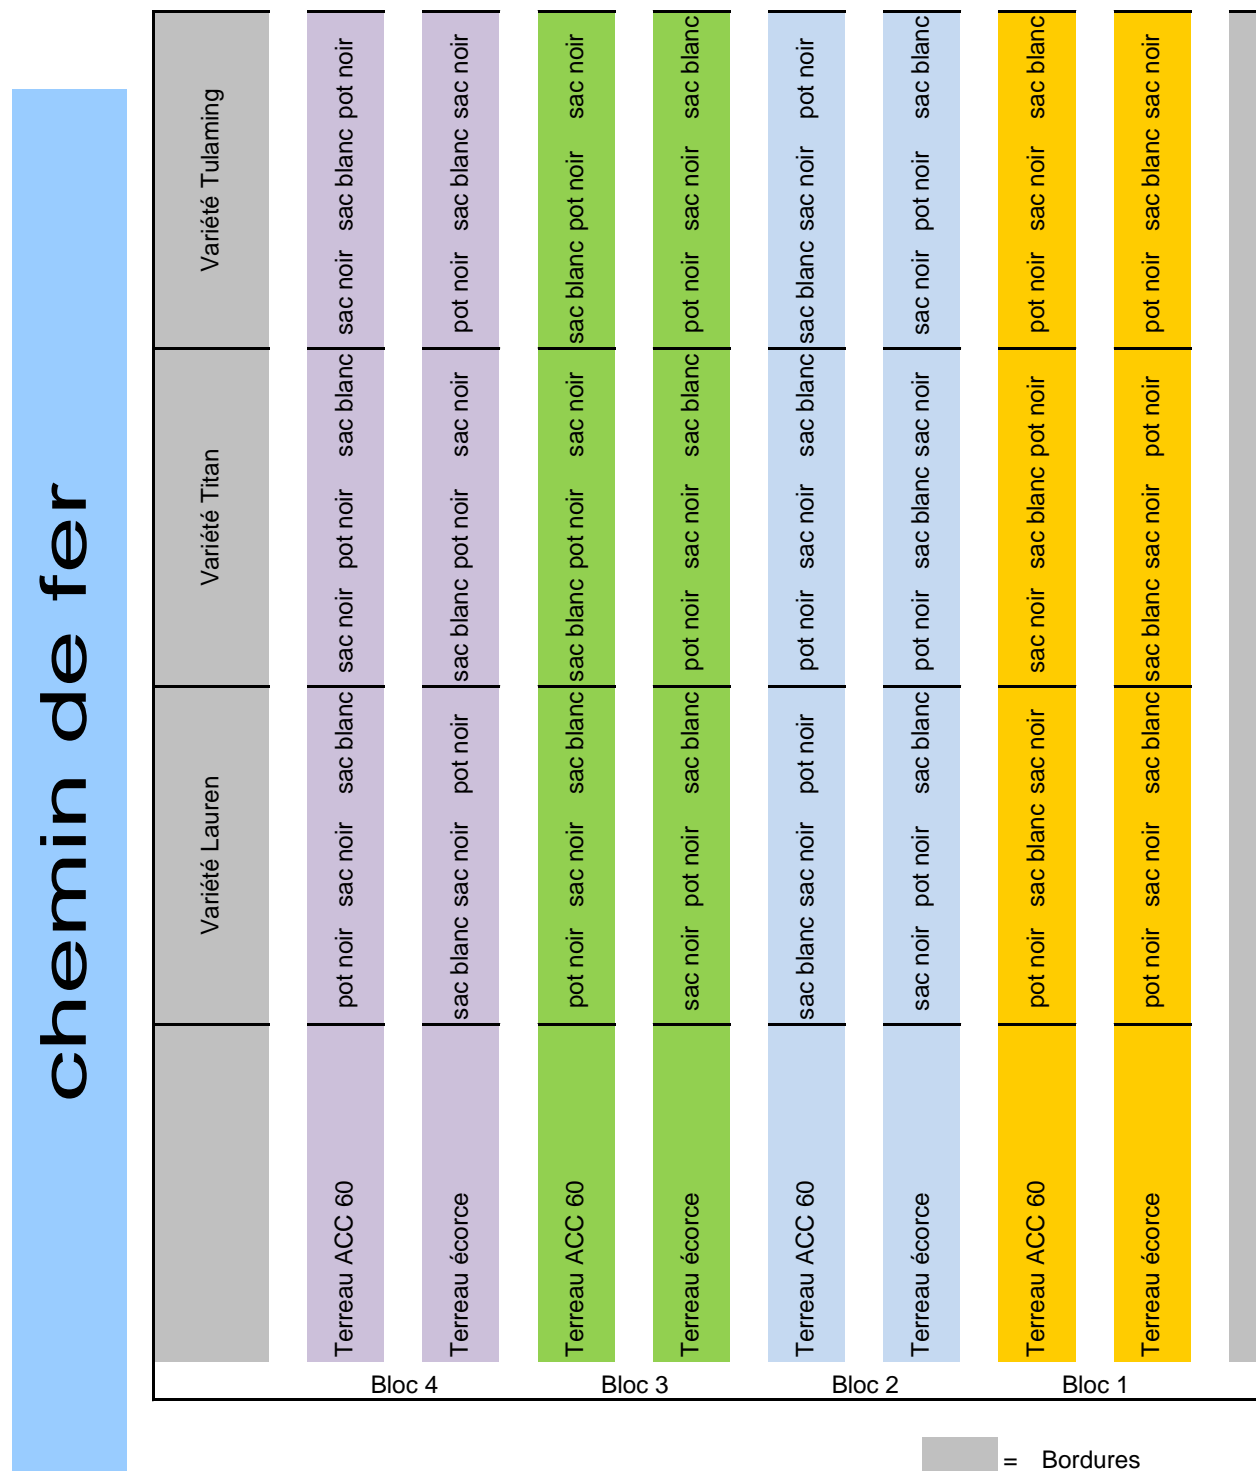 chemin de fer
Variété Lauren Variété Titan Variété Tulaming
Terreau ACC 60 pot noir sac noir sac blanc sac noir pot noir sac blanc sac noir sac blanc pot noir
Terreau écorce sac blanc sac noir pot noir sac blanc pot noir sac noir pot noir sac blanc sac noir
Terreau ACC 60 pot noir sac noir sac blanc sac blanc pot noir sac noir sac blanc pot noir sac noir
Terreau écorce sac noir pot noir sac blanc pot noir sac noir sac blanc pot noir sac noir sac blanc
Terreau ACC 60 sac blanc sac noir pot noir pot noir sac noir sac blanc sac blanc sac noir pot noir
Terreau écorce sac noir pot noir sac blanc pot noir sac blanc sac noir sac noir pot noir sac blanc
Terreau ACC 60 pot noir sac blanc sac noir sac noir sac blanc pot noir pot noir sac noir sac blanc
Terreau écorce pot noir sac noir sac blanc sac blanc sac noir pot noir pot noir sac blanc sac noir
Bloc 4 Bloc 3 Bloc 2 Bloc 1
= Bordures